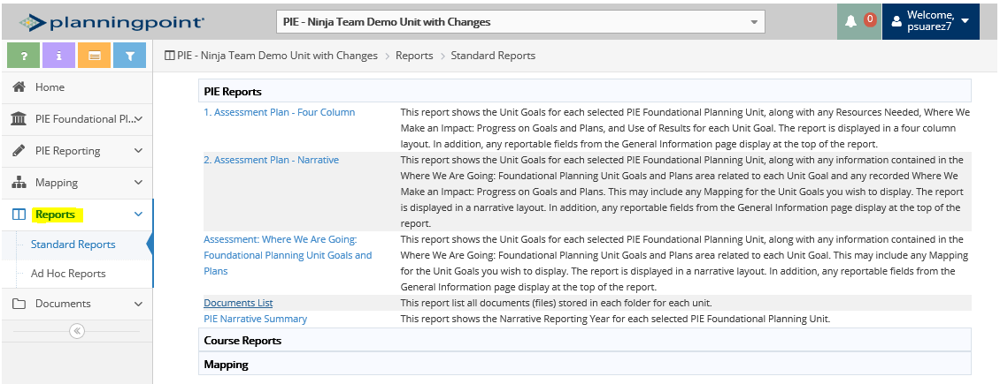 planningpoint
PIE - Ninja Team Demo Unit with Changes
0
Welcome,
psuarez7
?
i
PIE - Ninja Team Demo Unit with Changes > Reports > Standard Reports
Home
PIE Foundational Pl...
PIE Reporting
Mapping
Reports
Standard Reports
Ad Hoc Reports
Documents
PIE Reports
1. Assessment Plan - Four Column
This report shows the Unit Goals for each selected PIE Foundational Planning Unit, along with any Resources Needed, Where We
Make an Impact: Progress on Goals and Plans, and Use of Results for each Unit Goal. The report is displayed in a four column
layout. In addition, any reportable fields from the General Information page display at the top of the report.
2. Assessment Plan - Narrative
This report shows the Unit Goals for each selected PIE Foundational Planning Unit, along with any information contained in the
Where We Are Going: Foundational Planning Unit Goals and Plans area related to each Unit Goal and any recorded Where We
Make an Impact: Progress on Goals and Plans. This may include any Mapping for the Unit Goals you wish to display. The report
is displayed in a narrative layout. In addition, any reportable fields from the General Information page display at the top of the
report.
Assessment: Where We Are Going:
Foundational Planning Unit Goals and
Plans
This report shows the Unit Goals for each selected PIE Foundational Planning Unit, along with any information contained in the
Where We Are Going: Foundational Planning Unit Goals and Plans area related to each Unit Goal. This may include any Mapping
for the Unit Goals you wish to display. The report is displayed in a narrative layout. In addition, any reportable fields from the
General Information page display at the top of the report.
Documents List
This report list all documents (files) stored in each folder for each unit.
PIE Narrative Summary
This report shows the Narrative Reporting Year for each selected PIE Foundational Planning Unit.
Course Reports
Mapping